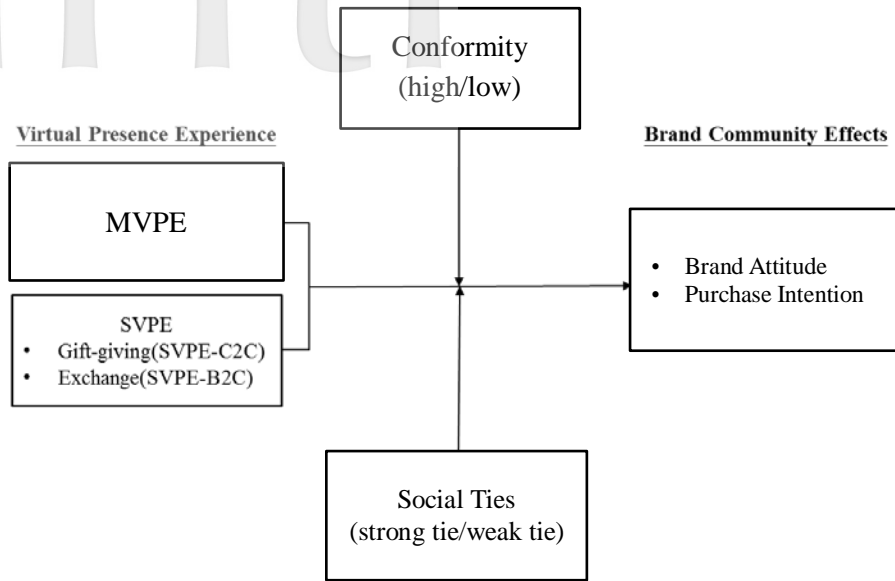 Conformity
(high/low)
Virtual Presence Experience
Brand Community Effects
MVPE
SVPE
• Gift-giving(SVPE-C2C)
• Exchange(SVPE-B2C)
• Brand Attitude
• Purchase Intention
Social Ties
(strong tie/weak tie)